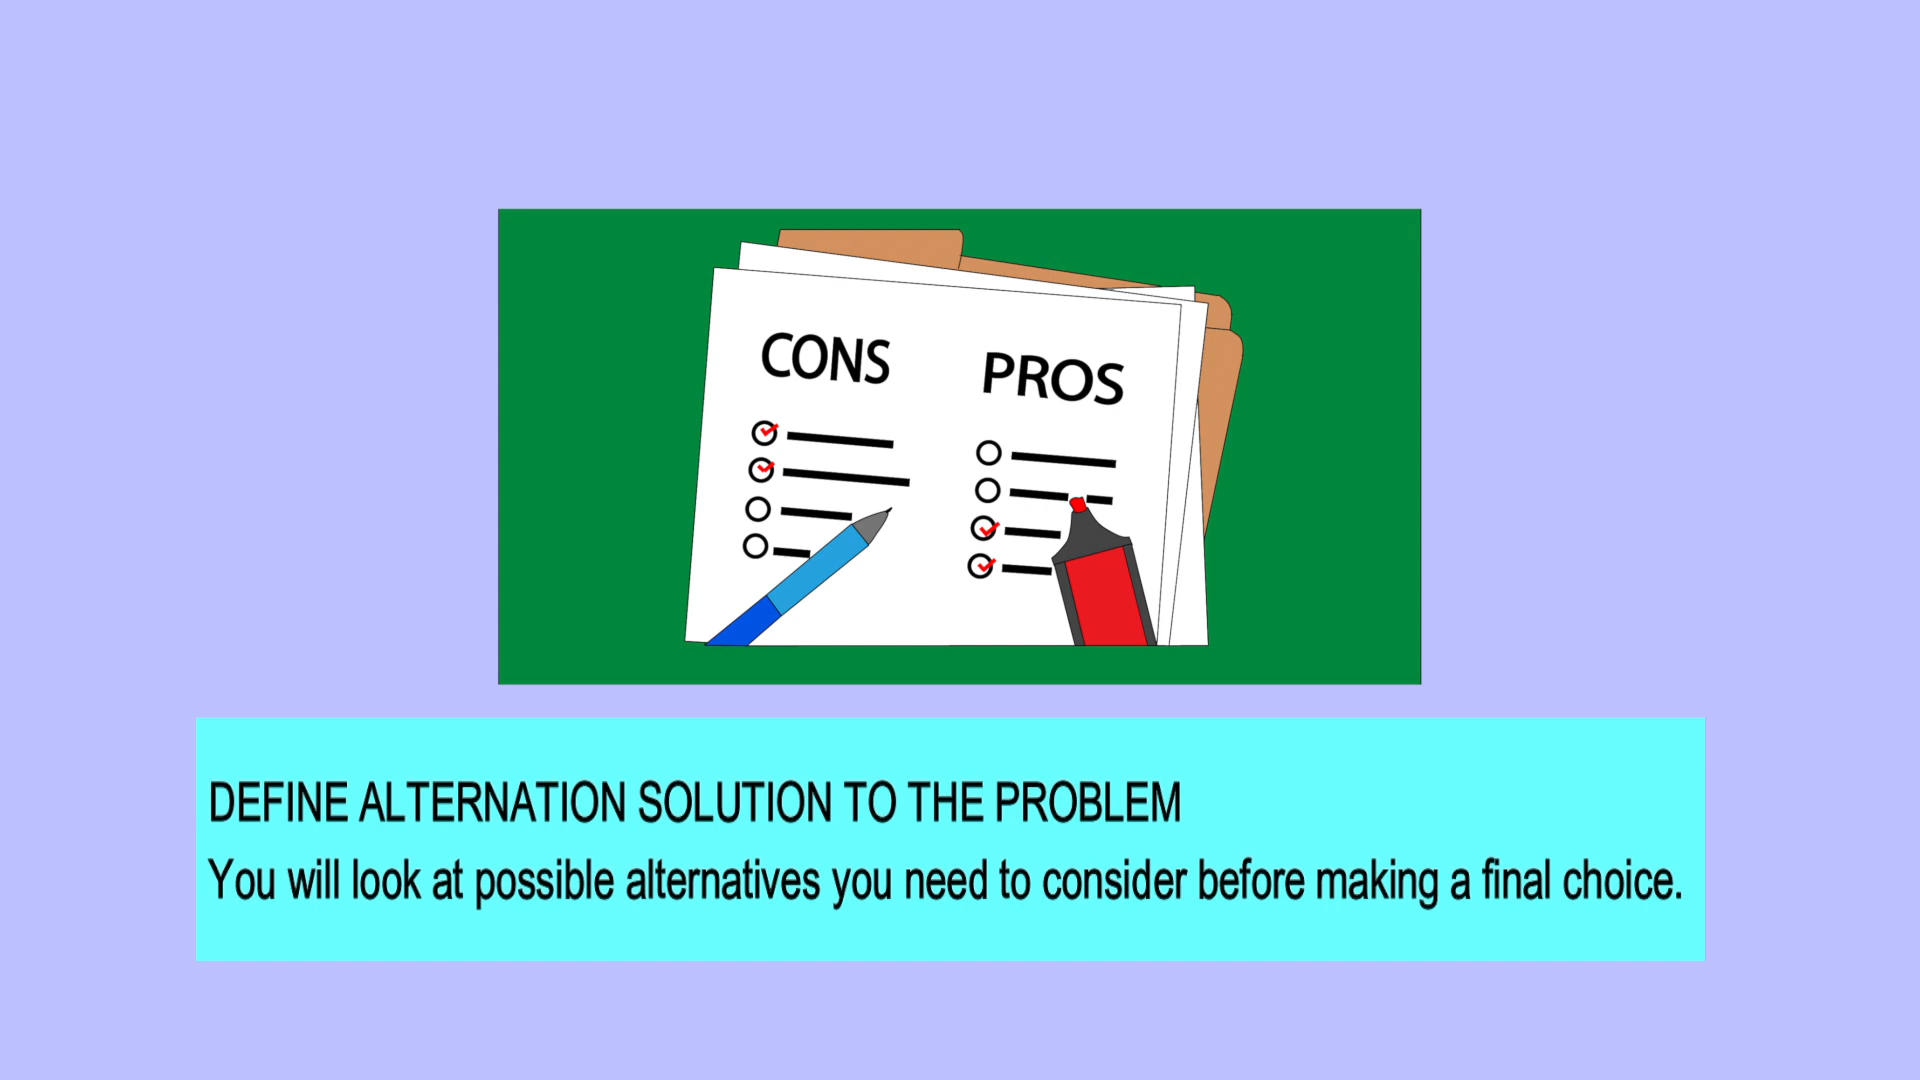 CONS
PROS
DEFINE ALTERNATION SOLUTION TO THE PROBLEM
You will look at possible alternatives you need to consider before making a final choice.